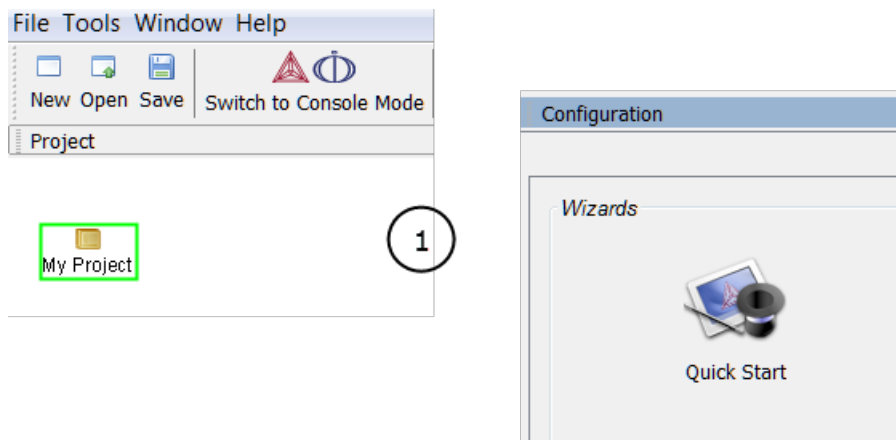 File Tools Window Help
New Open Save Switch to Console Mode
Project
My Project
1
Configuration
Wizards
Quick Start